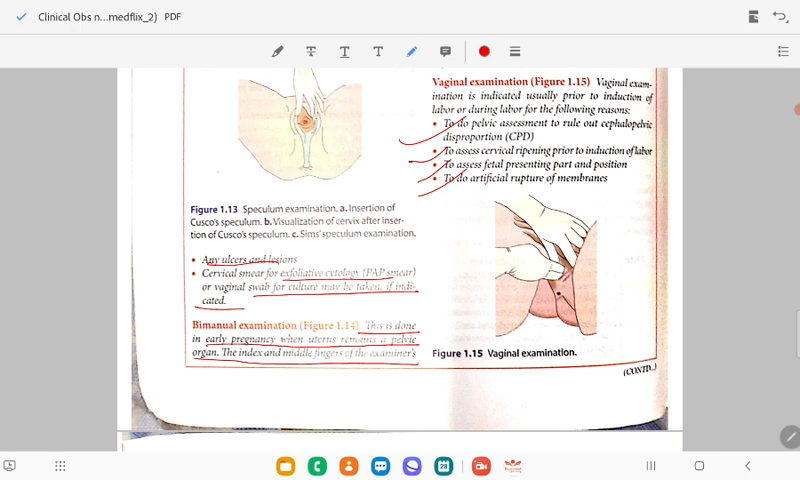 Clinical Obs n...medflix_2) PDF
T T T
Figure 1.13 Speculum examination. a. Insertion of
Cusco's speculum. b. Visualization of cervix after inser-
tion of Cusco's speculum. c. Sims' speculum examination.
• Any ulcers and lesions
• Cervical smear for exfoliative cytology (PAP smear)
or vaginal swab for culture may be taken, if indi-
cated.
Bimanual examination (Figure 1.14) This is done
in early pregnancy when uterus remains a pelvic
organ. The index and middle fingers of the examiner's
Vaginal examination (Figure 1.15) Vaginal exam-
ination is indicated usually prior to induction of
labor or during labor for the following reasons:
• To do pelvic assessment to rule out cephalopelvic
disproportion (CPD)
• To assess cervical ripening prior to induction of labor
• To assess fetal presenting part and position
• To do artificial rupture of membranes
Figure 1.15 Vaginal examination.
(CONTD..)
28